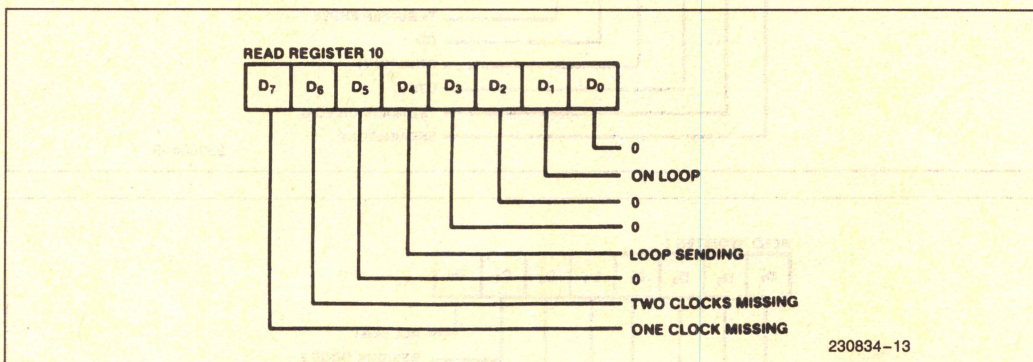 READ REGISTER 10
D7 D6 D5 D4 D3 D2 D1 D0
0
ON LOOP
0
0
LOOP SENDING
0
TWO CLOCKS MISSING
ONE CLOCK MISSING
230834-13